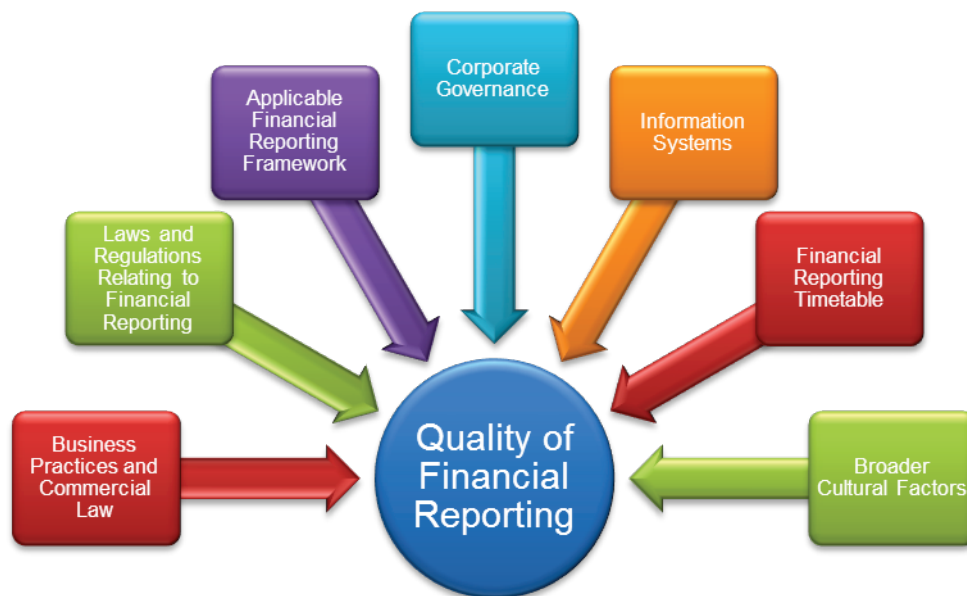 Corporate
Governance
Applicable
Financial
Reporting
Framework
Information
Systems
Laws and
Regulations
Relating to
Financial
Reporting
Financial
Reporting
Timetable
Business
Practices and
Commercial
Law
Quality of
Financial
Reporting
Broader
Cultural Factors